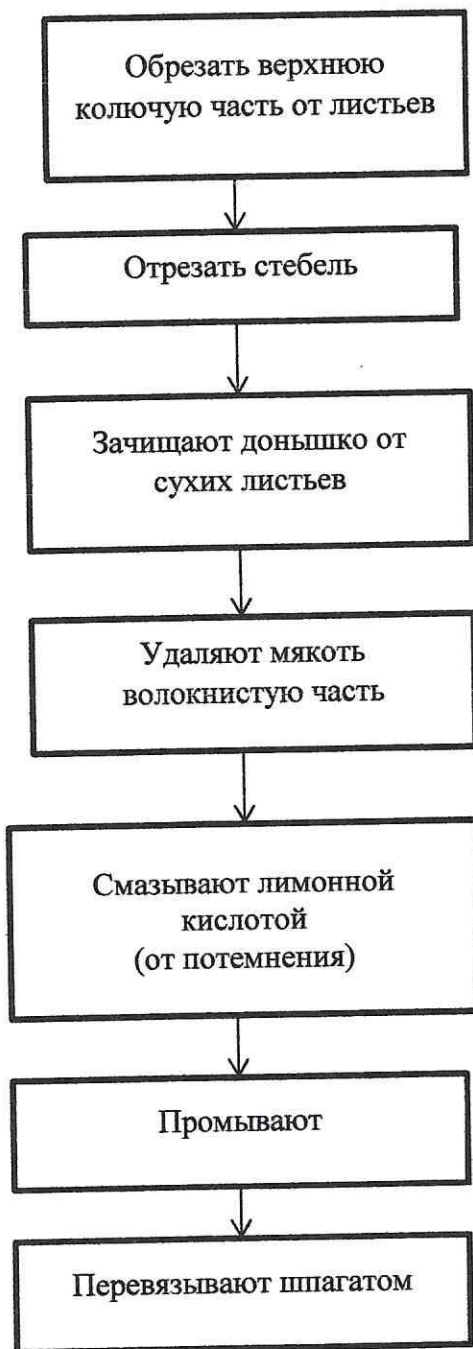 Обрезать верхнюю
колючую часть от листьев
Отрезать стебель
Зачищают донышко от
сухих листьев
Удаляют мякоть
волокнистую часть
Смазывают лимонной
кислотой
(от потемнения)
Промывают
Перевязывают шпагатом